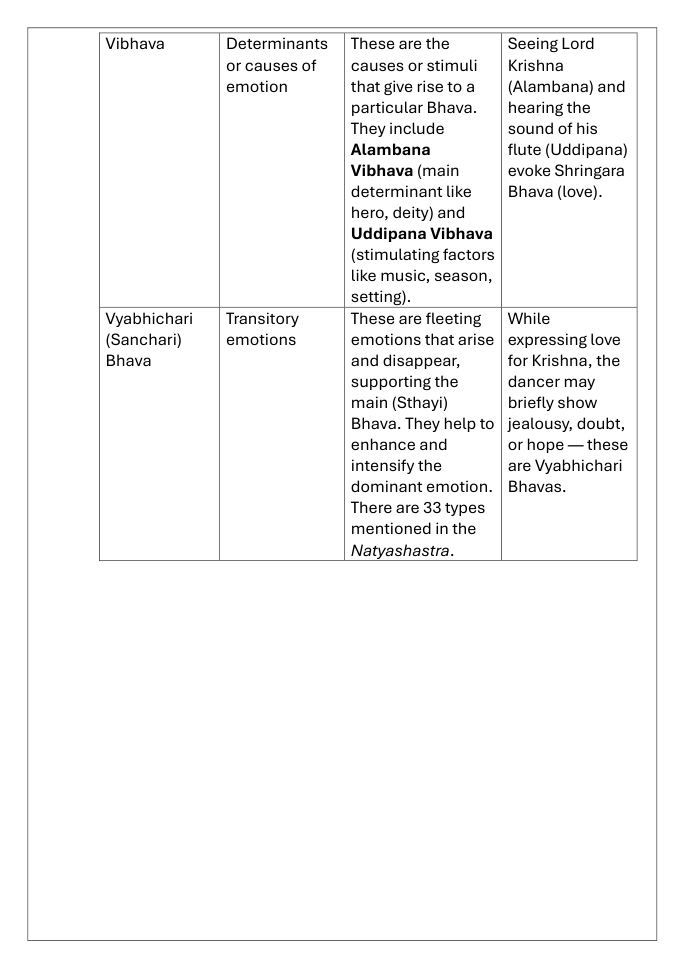 Vibhava
Determinants
or causes of
emotion
These are the
causes or stimuli
that give rise to a
particular Bhava.
They include
Alambana
Vibhava (main
determinant like
hero, deity) and
Uddipana Vibhava
(stimulating factors
like music, season,
setting).
Seeing Lord
Krishna
(Alambana) and
hearing the
sound of his
flute (Uddipana)
evoke Shringara
Bhava (love).
Vyabhichari
(Sanchari)
Bhava
Transitory
emotions
These are fleeting
emotions that arise
and disappear,
supporting the
main (Sthayi)
Bhava. They help to
enhance and
intensify the
dominant emotion.
There are 33 types
mentioned in the
Natyashastra.
While
expressing love
for Krishna, the
dancer may
briefly show
jealousy, doubt,
or hope — these
are Vyabhichari
Bhavas.